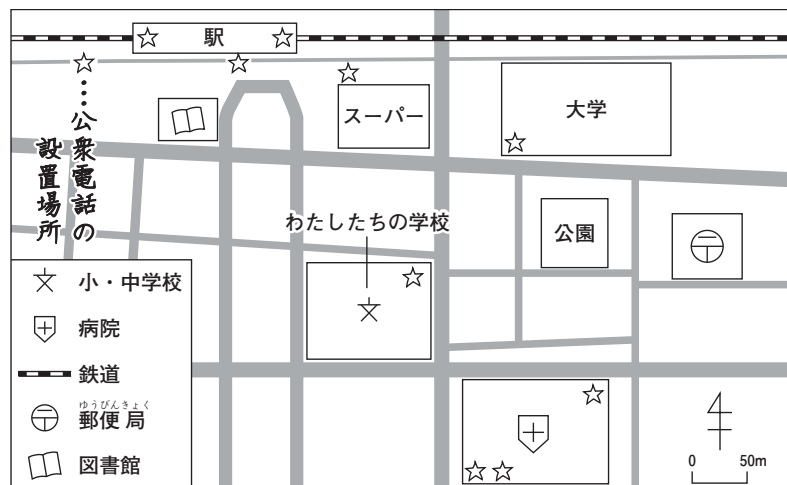 駅
スーパー
大学
☆…公衆電話の
設置場所
わたしたちの学校
公園
小・中学校
病院
鉄道
ゆうびんきょく
郵便局
図書館
0 50m